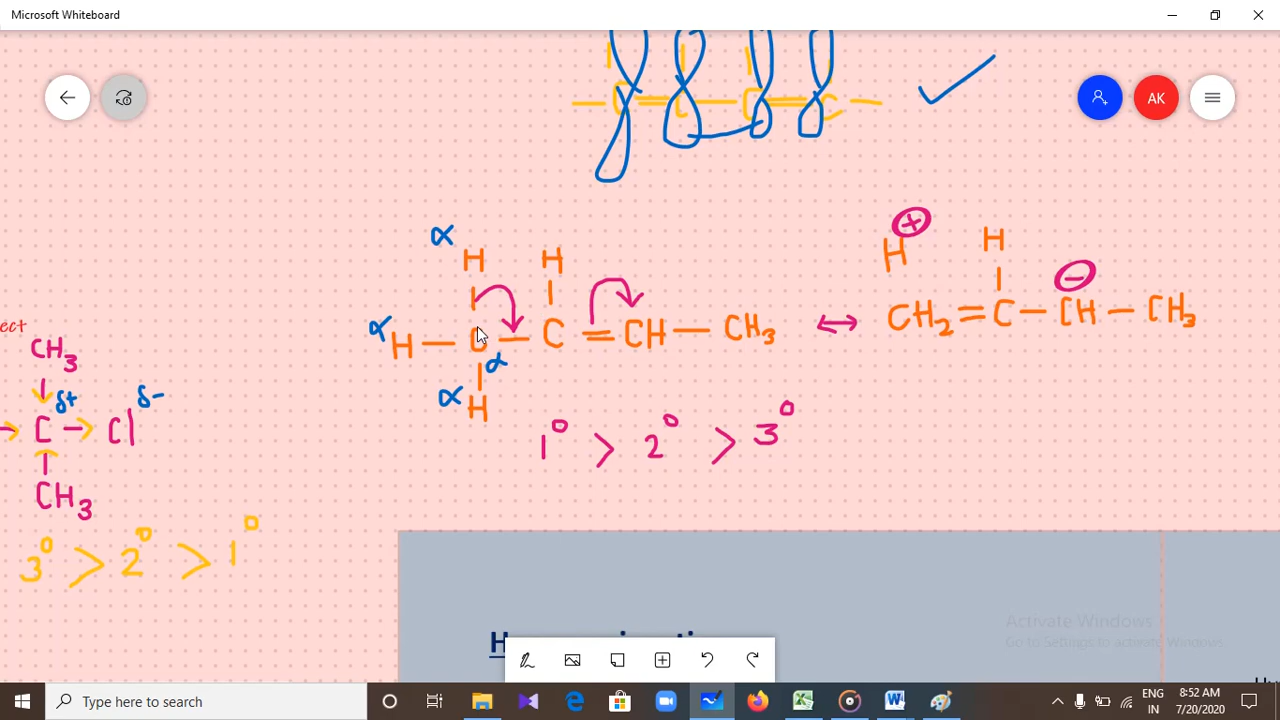 Microsoft Whiteboard
AK
C = C — C = C
α
H H
H ⊕
H
⊖
α H — C — C = CH — CH3 ↔ CH2 = C — CH — CH3
α
α H
ect
CH3
δ+ δ-
C → Cl
CH3
1° > 2° > 3°
3° > 2° > 1°
Activate Windows
Go to Settings to activate Windows
Type here to search
ENG
IN
8:52 AM
7/20/2020